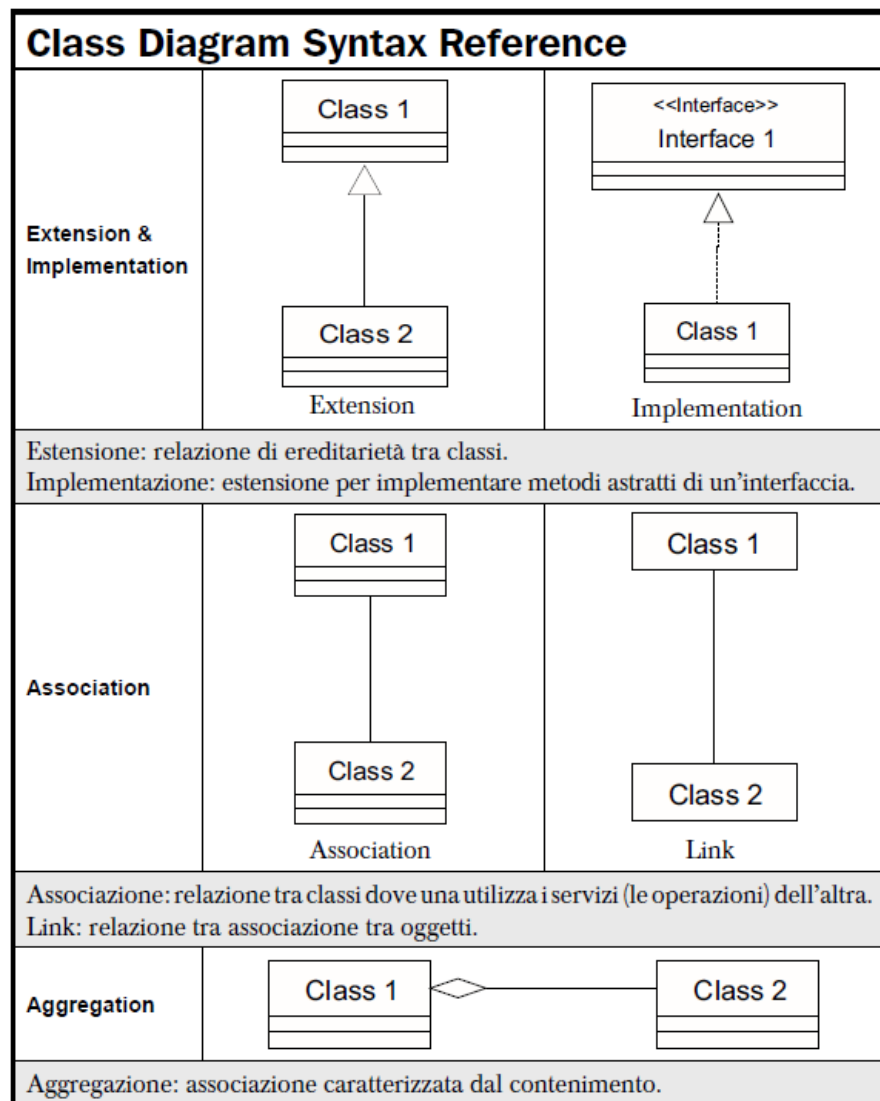 Class Diagram Syntax Reference
Extension &
Implementation
Class 1
Class 2
Extension
<<Interface>>
Interface 1
Class 1
Implementation
Estensione: relazione di ereditarietà tra classi.
Implementazione: estensione per implementare metodi astratti di un’interfaccia.
Association
Class 1
Class 2
Association
Class 1
Class 2
Link
Associazione: relazione tra classi dove una utilizza i servizi (le operazioni) dell’altra.
Link: relazione tra associazione tra oggetti.
Aggregation
Class 1
Class 2
Aggregazione: associazione caratterizzata dal contenimento.